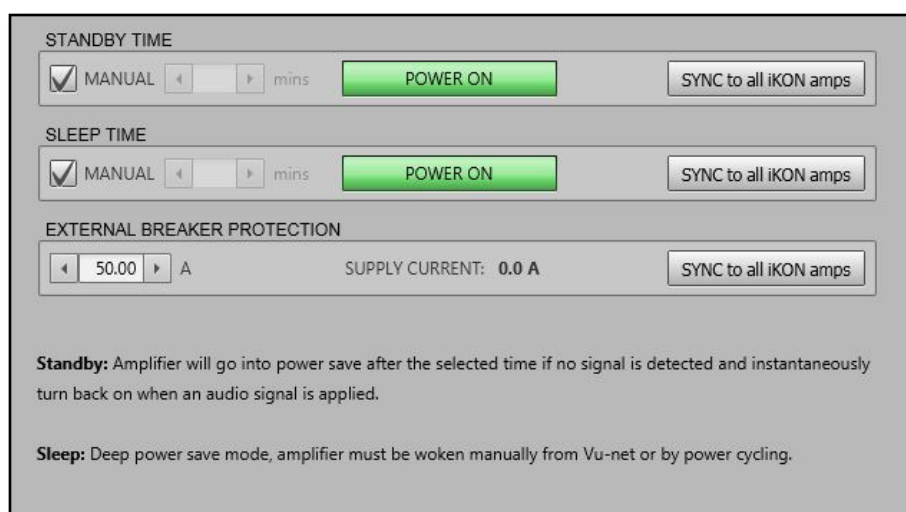 STANDBY TIME
MANUAL mins POWER ON SYNC to all iKON amps
SLEEP TIME
MANUAL mins POWER ON SYNC to all iKON amps
EXTERNAL BREAKER PROTECTION
50.00 A SUPPLY CURRENT: 0.0 A SYNC to all iKON amps
Standby: Amplifier will go into power save after the selected time if no signal is detected and instantaneously
turn back on when an audio signal is applied.
Sleep: Deep power save mode, amplifier must be woken manually from Vu-net or by power cycling.